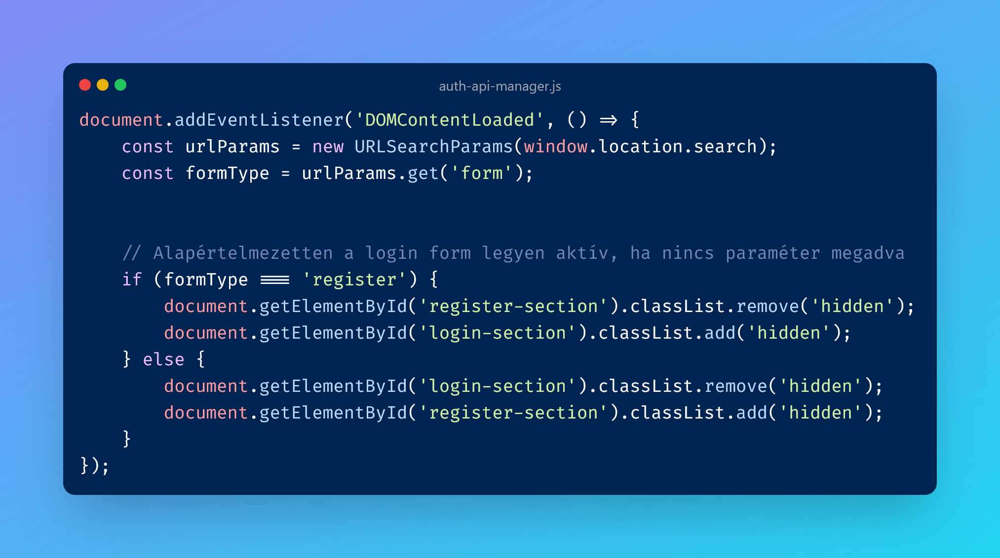 auth-api-manager.js
document.addEventListener('DOMContentLoaded', () => {
    const urlParams = new URLSearchParams(window.location.search);
    const formType = urlParams.get('form');
    // Alapértelmezetten a login form legyen aktív, ha nincs paraméter megadva
    if (formType === 'register') {
        document.getElementById('register-section').classList.remove('hidden');
        document.getElementById('login-section').classList.add('hidden');
    } else {
        document.getElementById('login-section').classList.remove('hidden');
        document.getElementById('register-section').classList.add('hidden');
    }
});